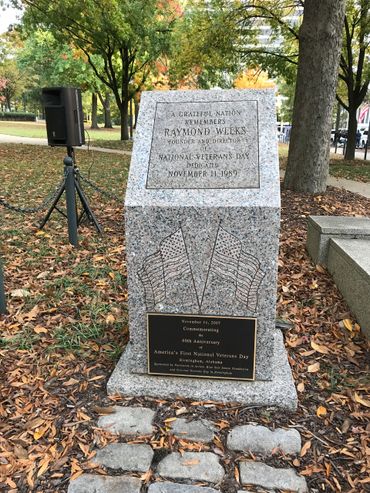 A GRATEFUL NATION
REMEMBERS
RAYMOND WEEKS
FOUNDER AND DIRECTOR
OF
NATIONAL VETERANS DAY
DEDICATED
NOVEMBER 11, 1989
November 11, 2007
Commemorating
the
60th Anniversary
of
America's First National Veterans Day
Birmingham, Alabama